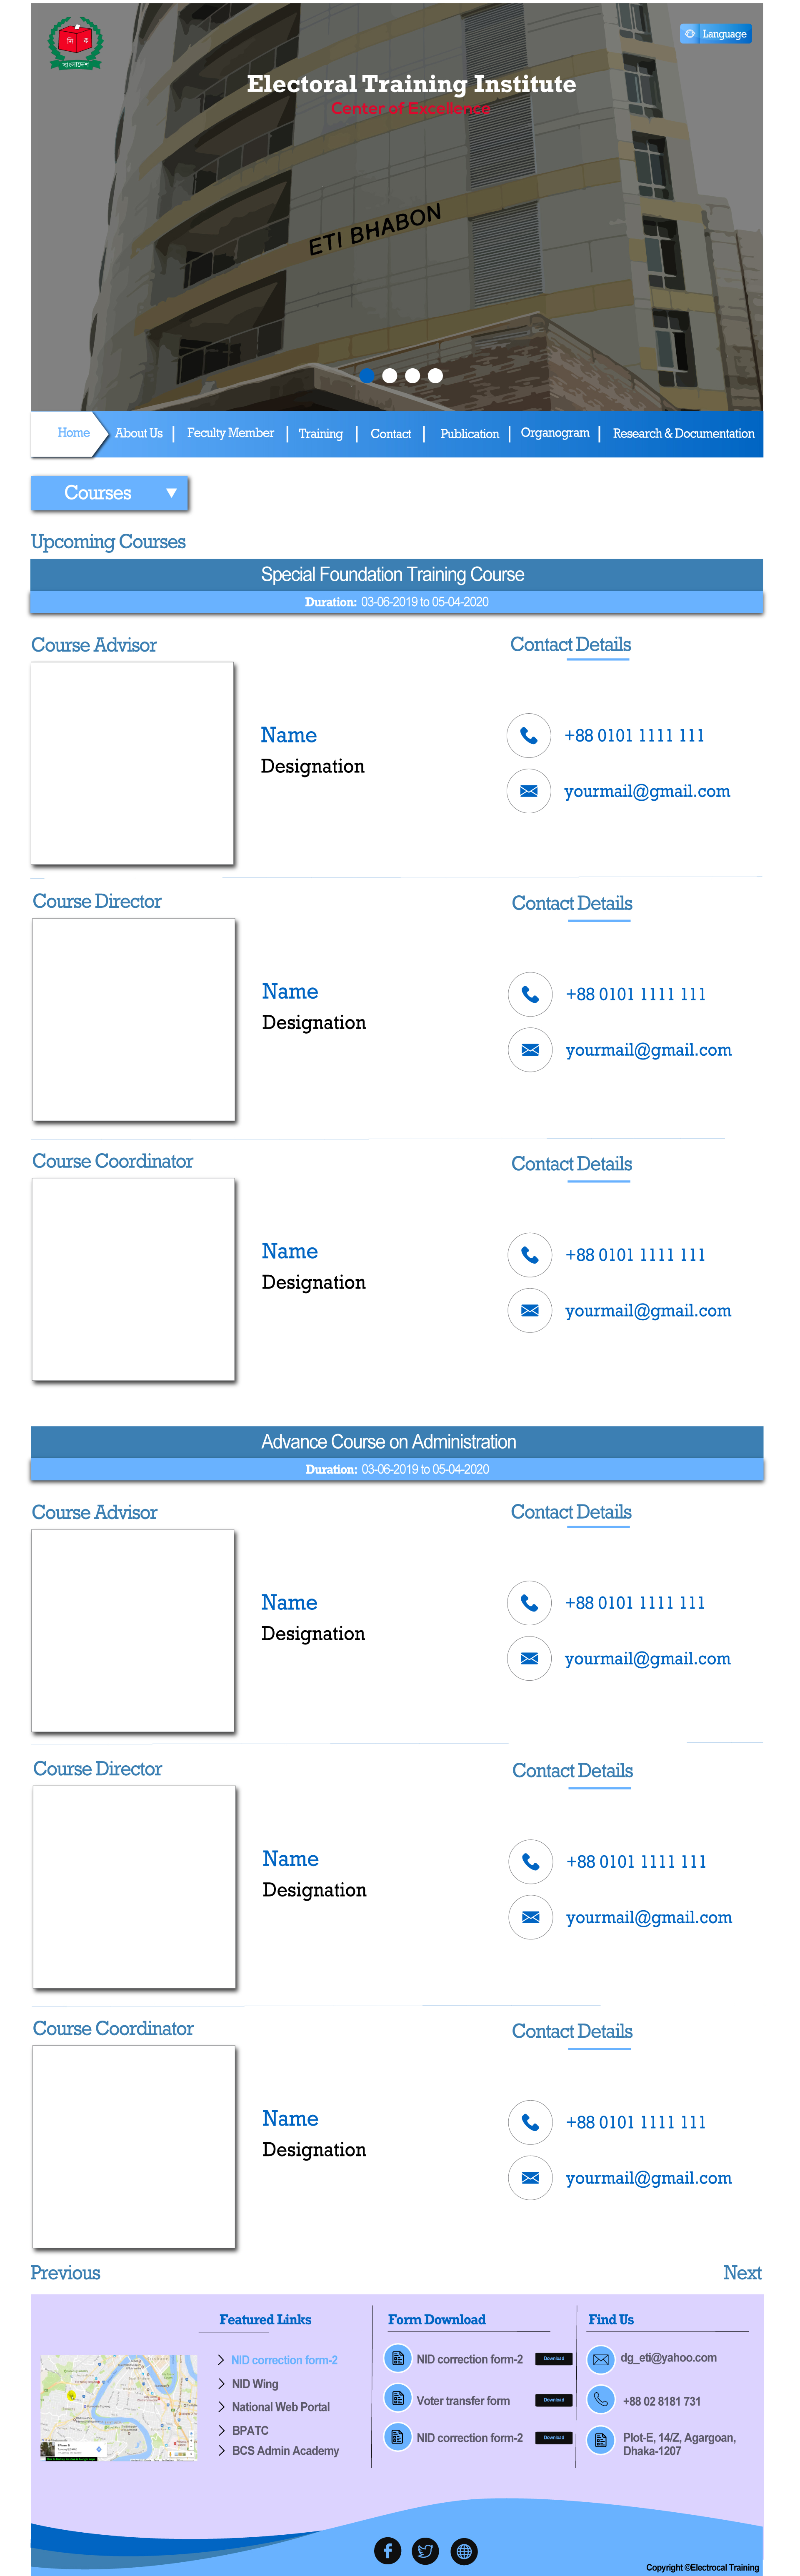 নি ক
বাংলাদেশ
Language
Electoral Training Institute
Center of Excellence
ETI BHABON
Home
About Us
Feculty Member
Training
Contact
Publication
Organogram
Research & Documentation
Courses
Upcoming Courses
Special Foundation Training Course
Duration: 03-06-2019 to 05-04-2020
Course Advisor
Contact Details
Name
Designation
+88 0101 1111 111
yourmail@gmail.com
Course Director
Contact Details
Name
Designation
+88 0101 1111 111
yourmail@gmail.com
Course Coordinator
Contact Details
Name
Designation
+88 0101 1111 111
yourmail@gmail.com
Advance Course on Administration
Duration: 03-06-2019 to 05-04-2020
Course Advisor
Contact Details
Name
Designation
+88 0101 1111 111
yourmail@gmail.com
Course Director
Contact Details
Name
Designation
+88 0101 1111 111
yourmail@gmail.com
Course Coordinator
Contact Details
Name
Designation
+88 0101 1111 111
yourmail@gmail.com
Previous
Next
Featured Links
NID correction form-2
NID Wing
National Web Portal
BPATC
BCS Admin Academy
Form Download
NID correction form-2
Download
Voter transfer form
Download
NID correction form-2
Download
Find Us
dg_eti@yahoo.com
+88 02 8181 731
Plot-E, 14/Z, Agargoan,
Dhaka-1207
Copyright ©Electrocal Training